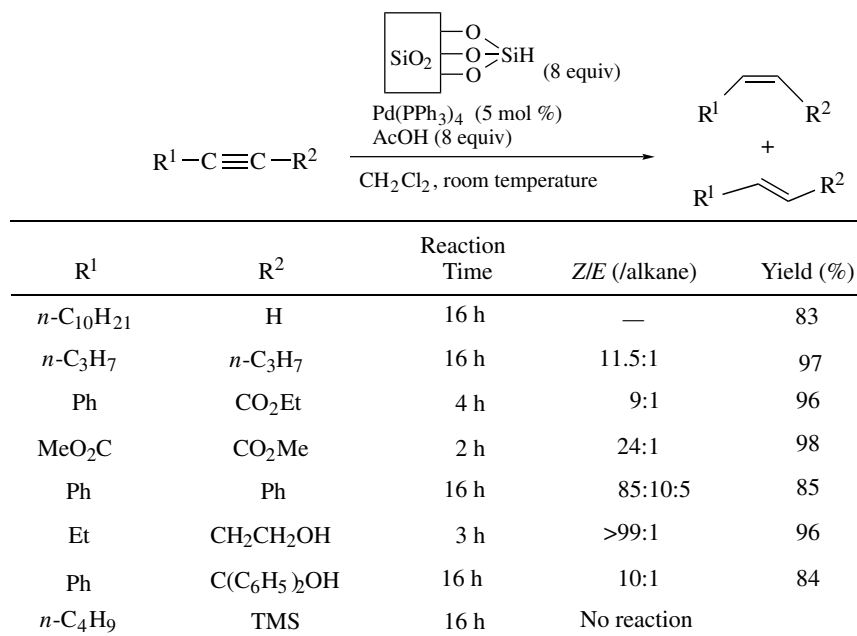 SiO₂ O O O SiH (8 equiv)
Pd(PPh₃)₄ (5 mol %)
AcOH (8 equiv)
R¹–C≡C–R²
CH₂Cl₂, room temperature
R¹ R²
+
R¹ R²
R¹ R² Reaction Time Z/E (/alkane) Yield (%)
n-C₁₀H₂₁ H 16 h — 83
n-C₃H₇ n-C₃H₇ 16 h 11.5:1 97
Ph CO₂Et 4 h 9:1 96
MeO₂C CO₂Me 2 h 24:1 98
Ph Ph 16 h 85:10:5 85
Et CH₂CH₂OH 3 h >99:1 96
Ph C(C₆H₅)₂OH 16 h 10:1 84
n-C₄H₉ TMS 16 h No reaction